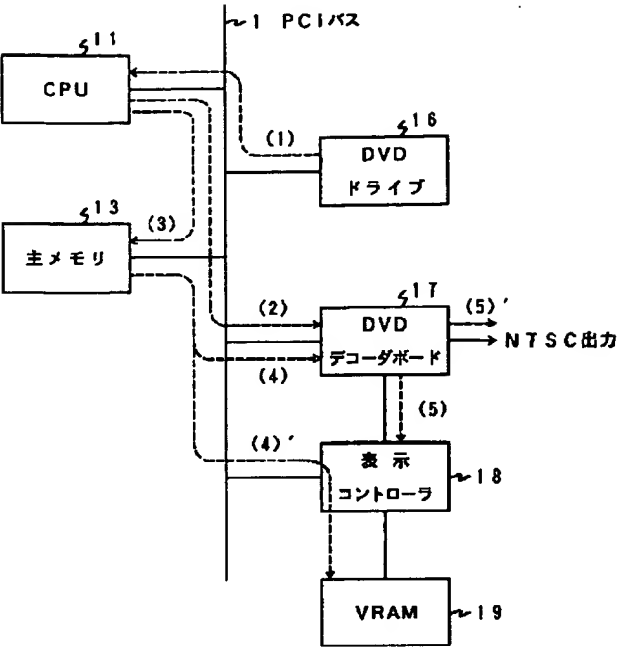 1 PCIバス
11
CPU
(1)
16
DVD
ドライブ
13
(3)
主メモリ
(2)
17
DVD
デコーダボード
(5)′
NTSC出力
(4)
(5)
(4)′
表示
コントローラ
18
VRAM
19